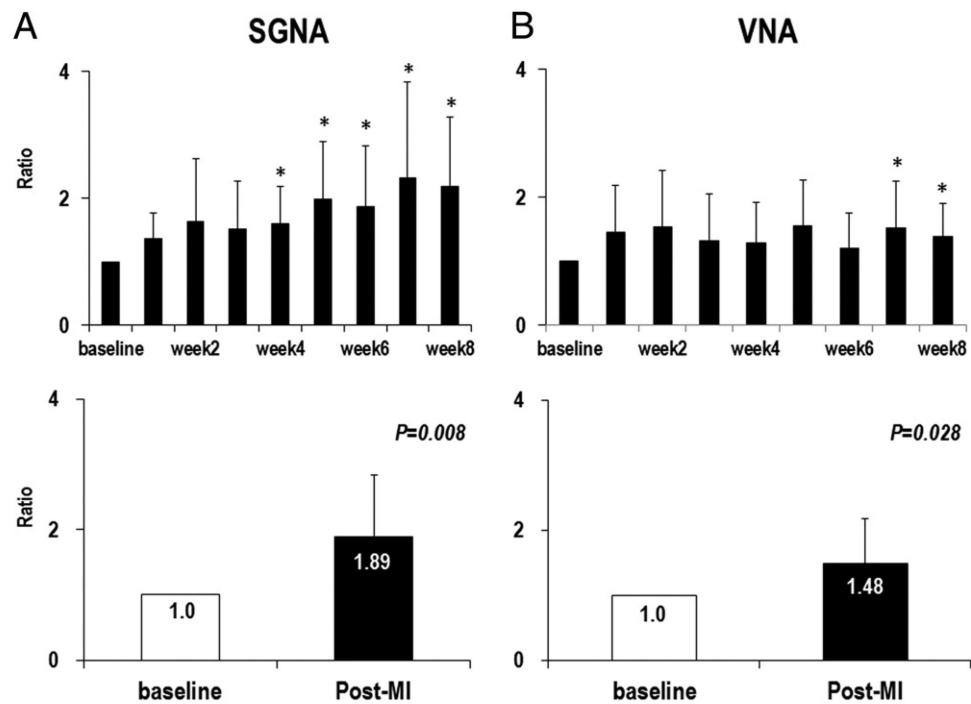 A
SGNA
B
VNA
4
2
0
Ratio
* * * * *
baseline week2 week4 week6 week8
4
2
0
* *
baseline week2 week4 week6 week8
4
2
0
Ratio
P=0.008
1.0
1.89
baseline Post-MI
4
2
0
P=0.028
1.0
1.48
baseline Post-MI